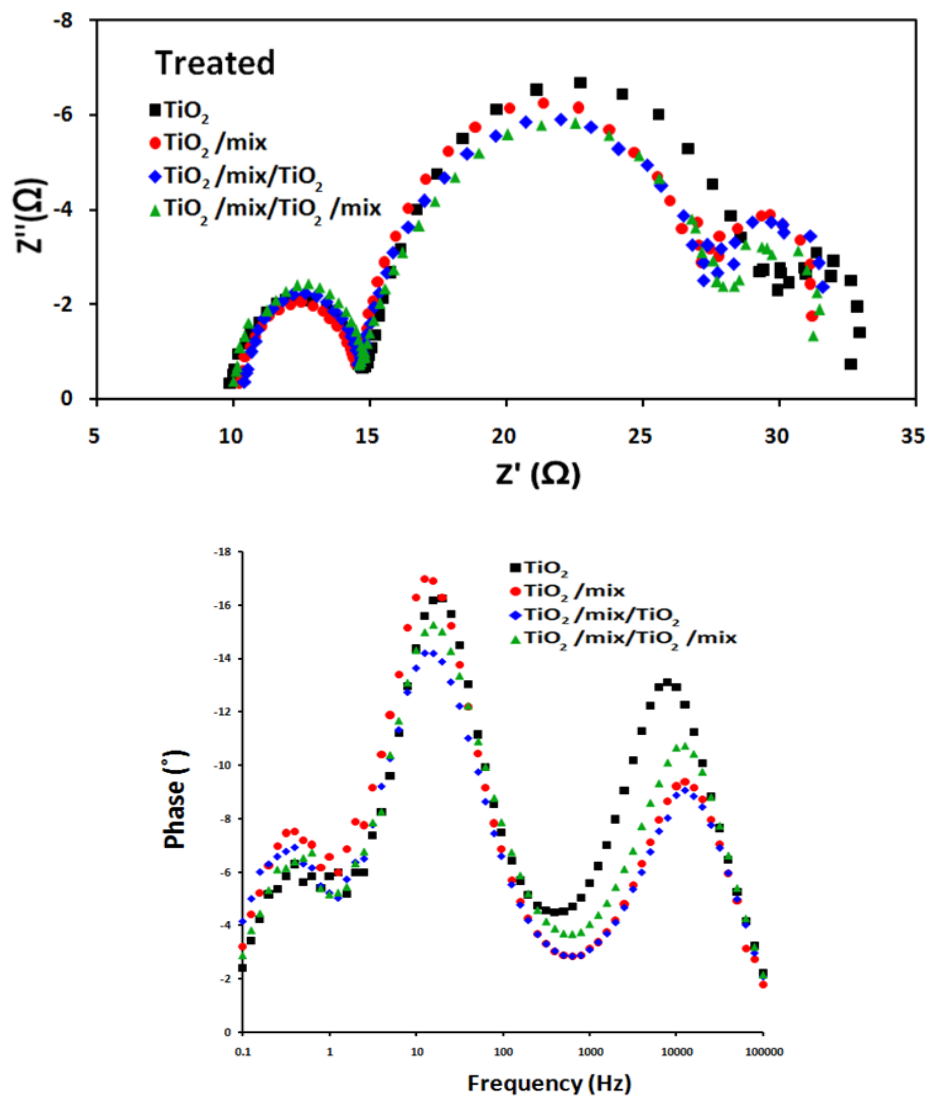 -8
-6
-4
-2
0
Z''(Ω)
Treated
TiO2
TiO2 /mix
TiO2 /mix/TiO2
TiO2 /mix/TiO2 /mix
5 10 15 20 25 30 35
Z' (Ω)
-18
-16
-14
-12
-10
-8
-6
-4
-2
0
Phase (°)
TiO2
TiO2 /mix
TiO2 /mix/TiO2
TiO2 /mix/TiO2 /mix
0.1 1 10 100 1000 10000 100000
Frequency (Hz)